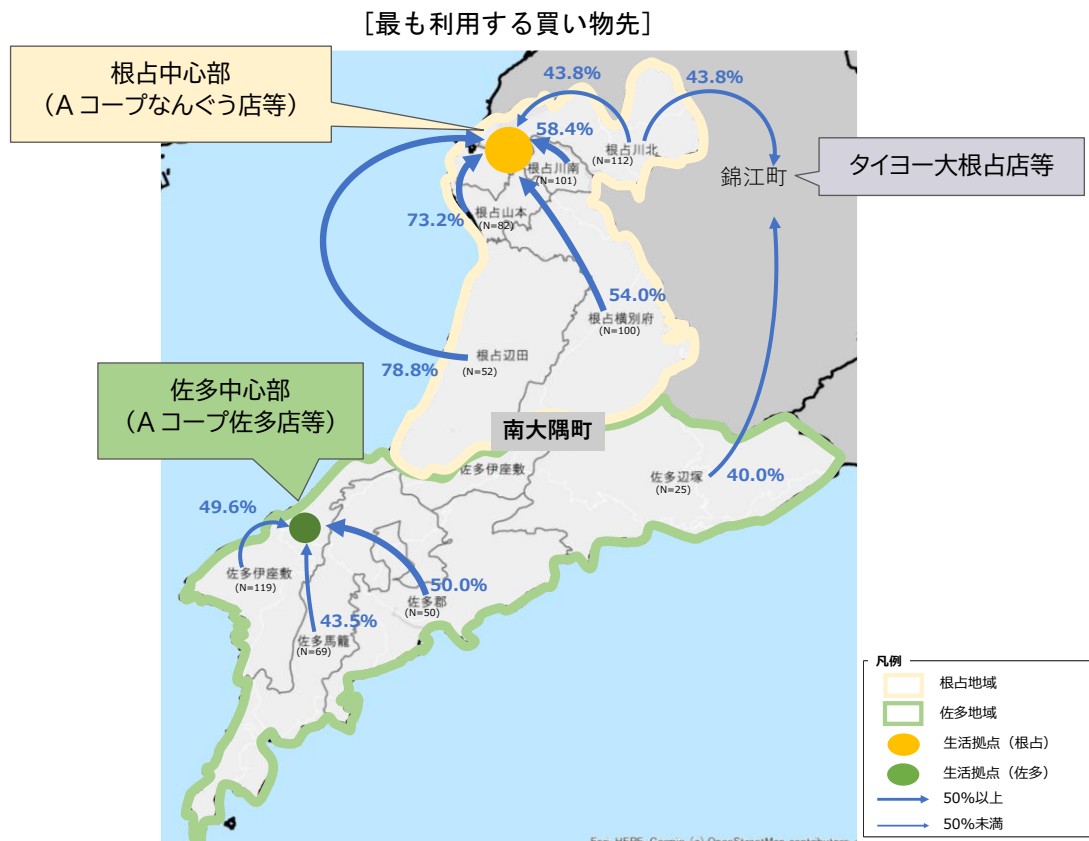 [最も利用する買い物先]
根占中心部
（Aコープなんぐう店等）
43.8%
43.8%
58.4%
根占川北
(N=112)
根占川南
(N=101)
錦江町
タイヨー大根占店等
73.2%
根占山本
(N=82)
54.0%
根占横別府
(N=100)
根占辺田
(N=52)
78.8%
佐多中心部
（Aコープ佐多店等）
南大隅町
佐多伊座敷
佐多辺塚
(N=25)
40.0%
49.6%
佐多伊座敷
(N=119)
50.0%
佐多郡
(N=50)
43.5%
佐多馬籠
(N=69)
凡例
根占地域
佐多地域
生活拠点（根占）
生活拠点（佐多）
50%以上
50%未満